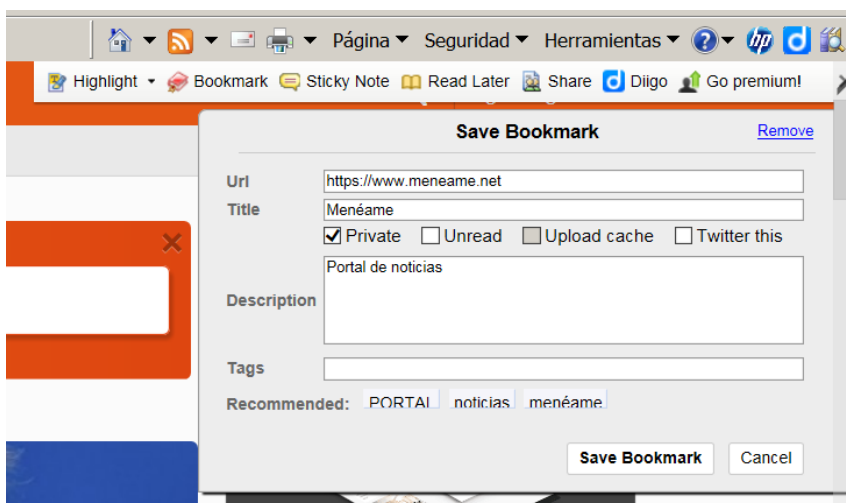 Página Seguridad Herramientas ? hp d
Highlight Bookmark Sticky Note Read Later Share d Diigo Go premium!
Save Bookmark Remove
Url https://www.meneame.net
Title Menéame
Private Unread Upload cache Twitter this
Description Portal de noticias
Tags
Recommended: PORTAL noticias menéame
Save Bookmark Cancel